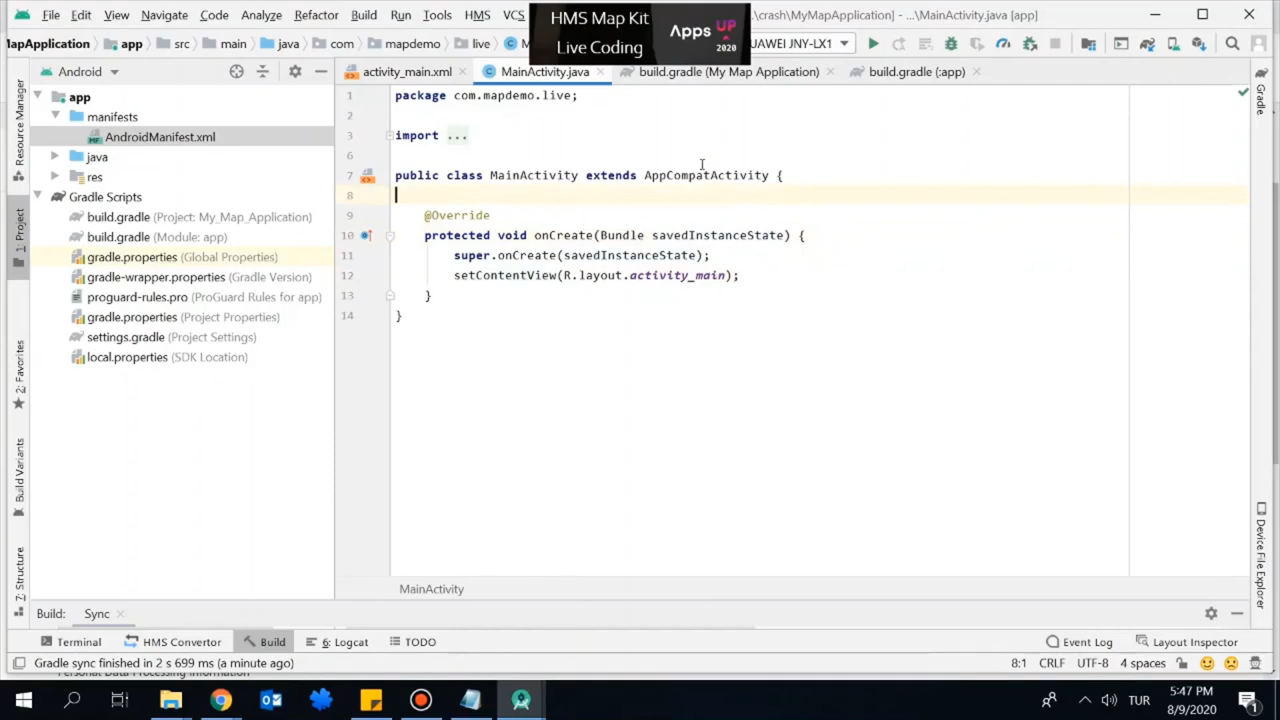 File Edit View Navigate Code Analyze Refactor Build Run Tools HMS VCS
\crash\MyMapApplication] - ...\MainActivity.java [app]
HMS Map Kit
Live Coding
Apps UP
2020
MapApplication app src main java com mapdemo live
UAWEI JNY-LX1
Android
activity_main.xml MainActivity.java build.gradle (My Map Application) build.gradle (:app)
Resource Manager
1: Project
2: Favorites
Build Variants
7: Structure
app
manifests
AndroidManifest.xml
java
res
Gradle Scripts
build.gradle (Project: My_Map_Application)
build.gradle (Module: app)
gradle.properties (Global Properties)
gradle-wrapper.properties (Gradle Version)
proguard-rules.pro (ProGuard Rules for app)
gradle.properties (Project Properties)
settings.gradle (Project Settings)
local.properties (SDK Location)
1 package com.mapdemo.live;
2
3 import ...
6
7 public class MainActivity extends AppCompatActivity {
8
9 @Override
10 protected void onCreate(Bundle savedInstanceState) {
11 super.onCreate(savedInstanceState);
12 setContentView(R.layout.activity_main);
13 }
14 }
Gradle
Device File Explorer
MainActivity
Build: Sync
Terminal HMS Convertor Build 6: Logcat TODO Event Log Layout Inspector
Gradle sync finished in 2 s 699 ms (a minute ago) 8:1 CRLF UTF-8 4 spaces
TUR
5:47 PM
8/9/2020
1